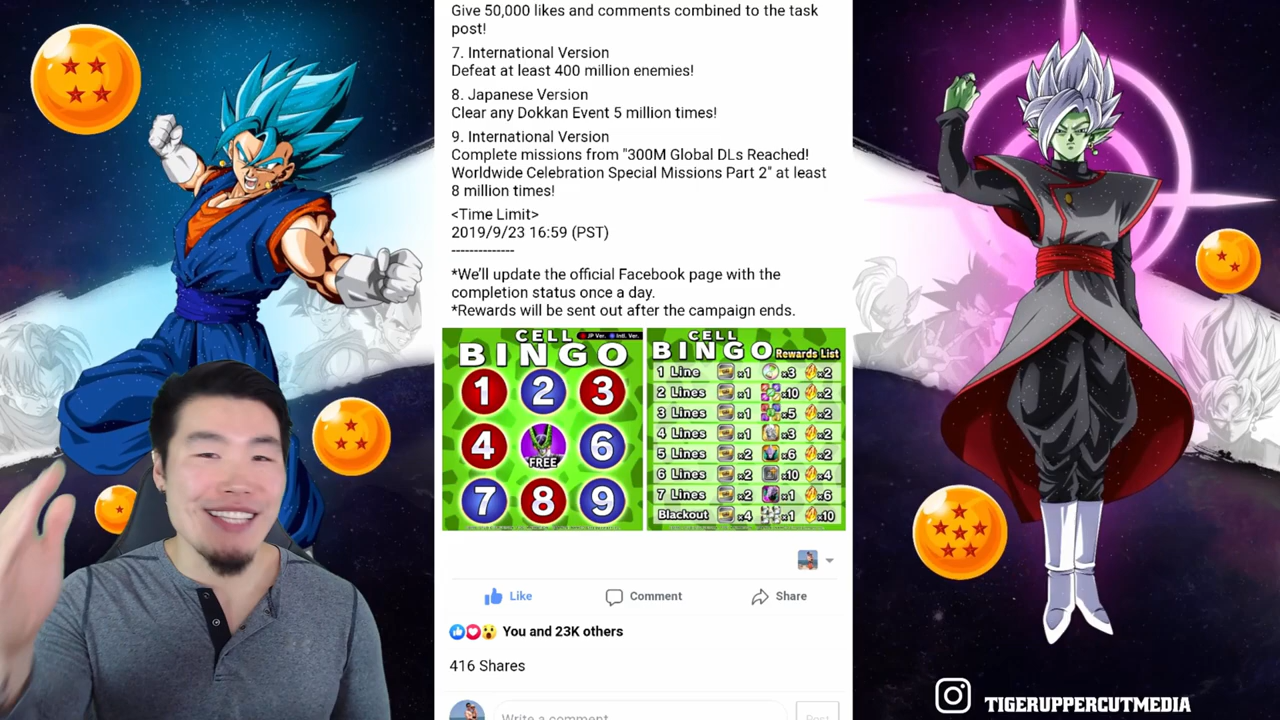 Give 50,000 likes and comments combined to the task
post!
7. International Version
Defeat at least 400 million enemies!
8. Japanese Version
Clear any Dokkan Event 5 million times!
9. International Version
Complete missions from "300M Global DLs Reached!
Worldwide Celebration Special Missions Part 2" at least
8 million times!
<Time Limit>
2019/9/23 16:59 (PST)
-------------
*We'll update the official Facebook page with the
completion status once a day.
*Rewards will be sent out after the campaign ends.
CELL
JP Ver. Intl. Ver.
BINGO
1 2 3
4 FREE 6
7 8 9
CELL
BINGO Rewards List
1 Line x1 x3 x2
2 Lines x1 x10 x2
3 Lines x1 x5 x2
4 Lines x1 x3 x2
5 Lines x2 x6 x2
6 Lines x2 x10 x4
7 Lines x2 x1 x6
Blackout x4 x1 x10
Like Comment Share
You and 23K others
416 Shares
Write a comment
Post
TIGERUPPERCUTMEDIA